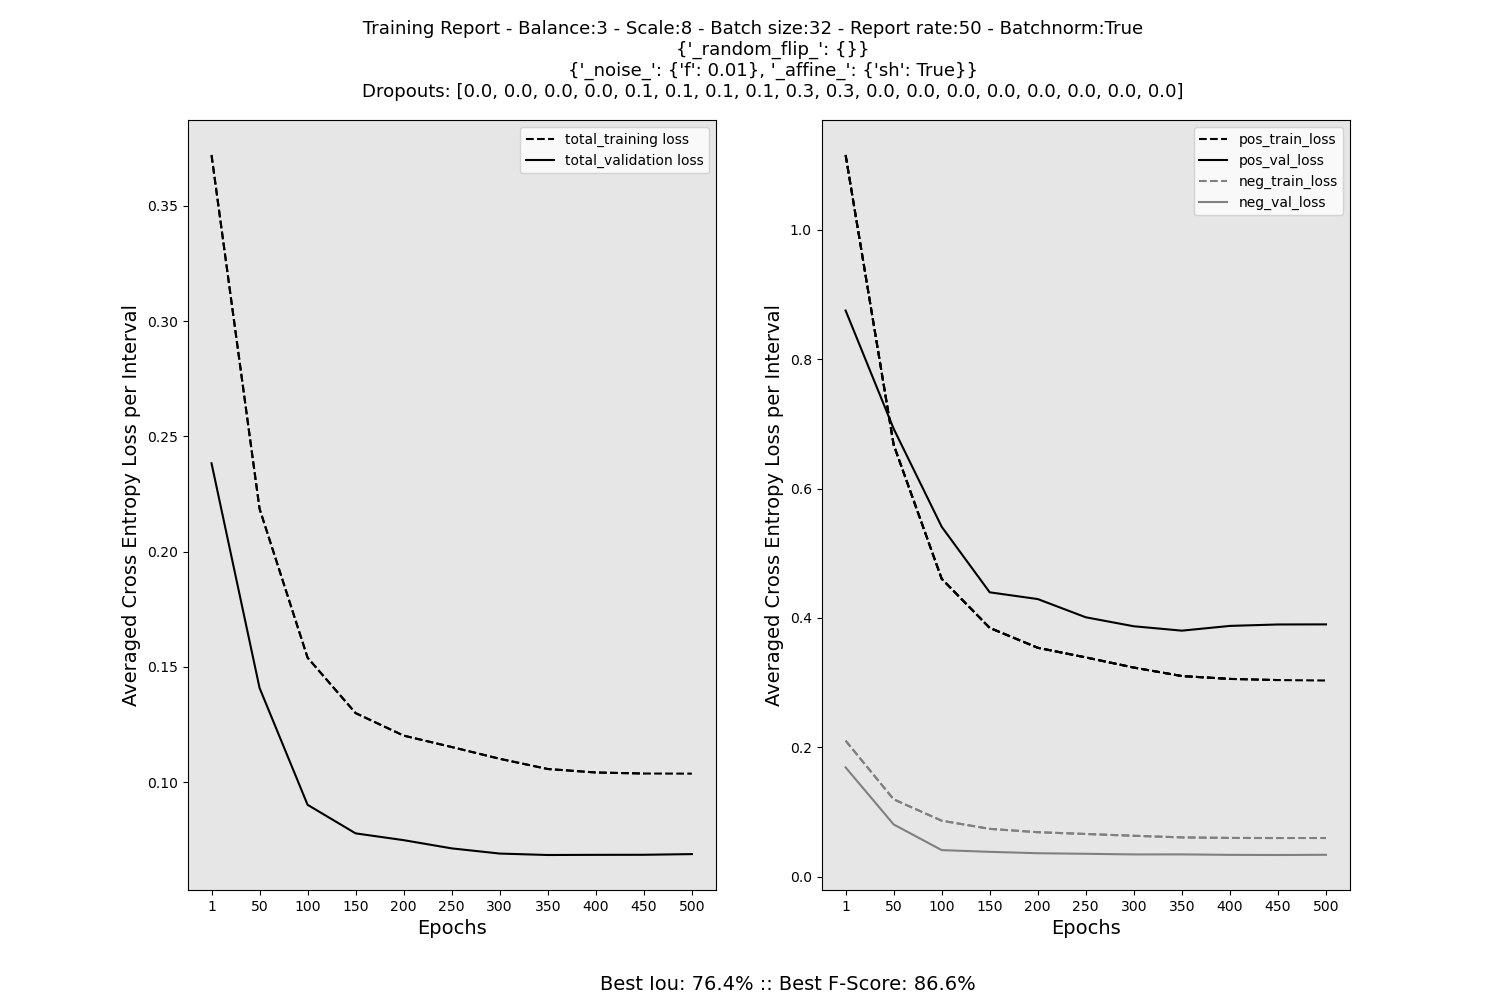 Training Report - Balance:3 - Scale:8 - Batch size:32 - Report rate:50 - Batchnorm:True
{'_random_flip_': {}}
{'_noise_': {'f': 0.01}, '_affine_': {'sh': True}}
Dropouts: [0.0, 0.0, 0.0, 0.0, 0.1, 0.1, 0.1, 0.1, 0.3, 0.3, 0.0, 0.0, 0.0, 0.0, 0.0, 0.0, 0.0, 0.0]
total_training loss
total_validation loss
0.35
0.30
0.25
0.20
0.15
0.10
Averaged Cross Entropy Loss per Interval
1 50 100 150 200 250 300 350 400 450 500
Epochs
pos_train_loss
pos_val_loss
neg_train_loss
neg_val_loss
1.0
0.8
0.6
0.4
0.2
0.0
Averaged Cross Entropy Loss per Interval
1 50 100 150 200 250 300 350 400 450 500
Epochs
Best Iou: 76.4% :: Best F-Score: 86.6%